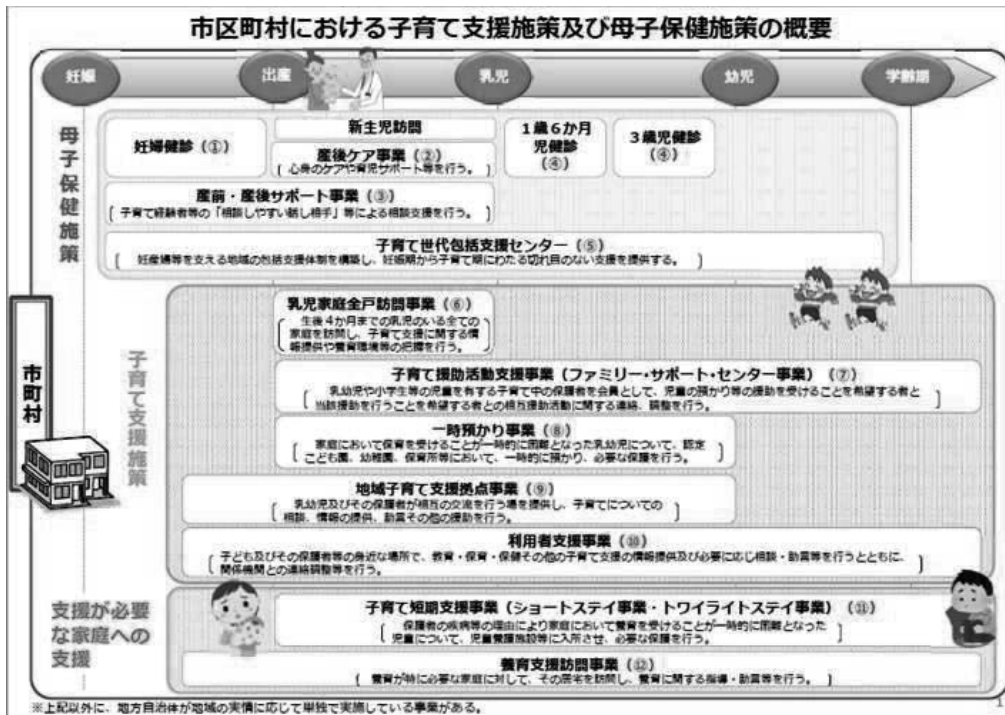 市区町村における子育て支援施策及び母子保健施策の概要
妊娠
出産
乳児
幼児
学齢期
母子保健施策
妊婦健診(①)
新生児訪問
産後ケア事業(②)
[ 心身のケアや育児サポート等を行う。 ]
1歳6か月
児健診
(④)
3歳児健診
(④)
産前・産後サポート事業(③)
[ 子育て経験者等の「相談しやすい話し相手」等による相談支援を行う。 ]
子育て世代包括支援センター(⑤)
[ 妊産婦等を支える地域の包括支援体制を構築し、妊娠期から子育て期にわたる切れ目のない支援を提供する。 ]
市町村
子育て支援施策
乳児家庭全戸訪問事業(⑥)
生後4か月までの乳児のいる全ての
家庭を訪問し、子育て支援に関する情
報提供や養育環境等の把握を行う。
子育て援助活動支援事業(ファミリー・サポート・センター事業)(⑦)
乳幼児や小学生等の児童を有する子育て中の保護者を会員として、児童の預かり等の援助を受けることを希望する者と
当該援助を行うことを希望する者との相互援助活動に関する連絡、調整を行う。
一時預かり事業(⑧)
家庭において保育を受けることが一時的に困難となった乳幼児について、認定
こども園、幼稚園、保育所等において、一時的に預かり、必要な保護を行う。
地域子育て支援拠点事業(⑨)
乳幼児及びその保護者が相互の交流を行う場を提供し、子育てについての
相談、情報の提供、助言その他の援助を行う。
利用者支援事業(⑩)
子ども及びその保護者等の身近な場所で、教育・保育・保健その他の子育て支援の情報提供及び必要に応じ相談・助言等を行うとともに、
関係機関との連絡調整等を行う。
支援が必要
な家庭への
支援
子育て短期支援事業(ショートステイ事業・トワイライトステイ事業)(⑪)
保護者の疾病等の理由により家庭において養育を受けることが一時的に困難となった
児童について、児童養護施設等に入所させ、必要な保護を行う。
養育支援訪問事業(⑫)
[ 養育が特に必要な家庭に対して、その居宅を訪問し、養育に関する指導・助言等を行う。 ]
※上記以外に、地方自治体が地域の実情に応じて単独で実施している事業がある。
1